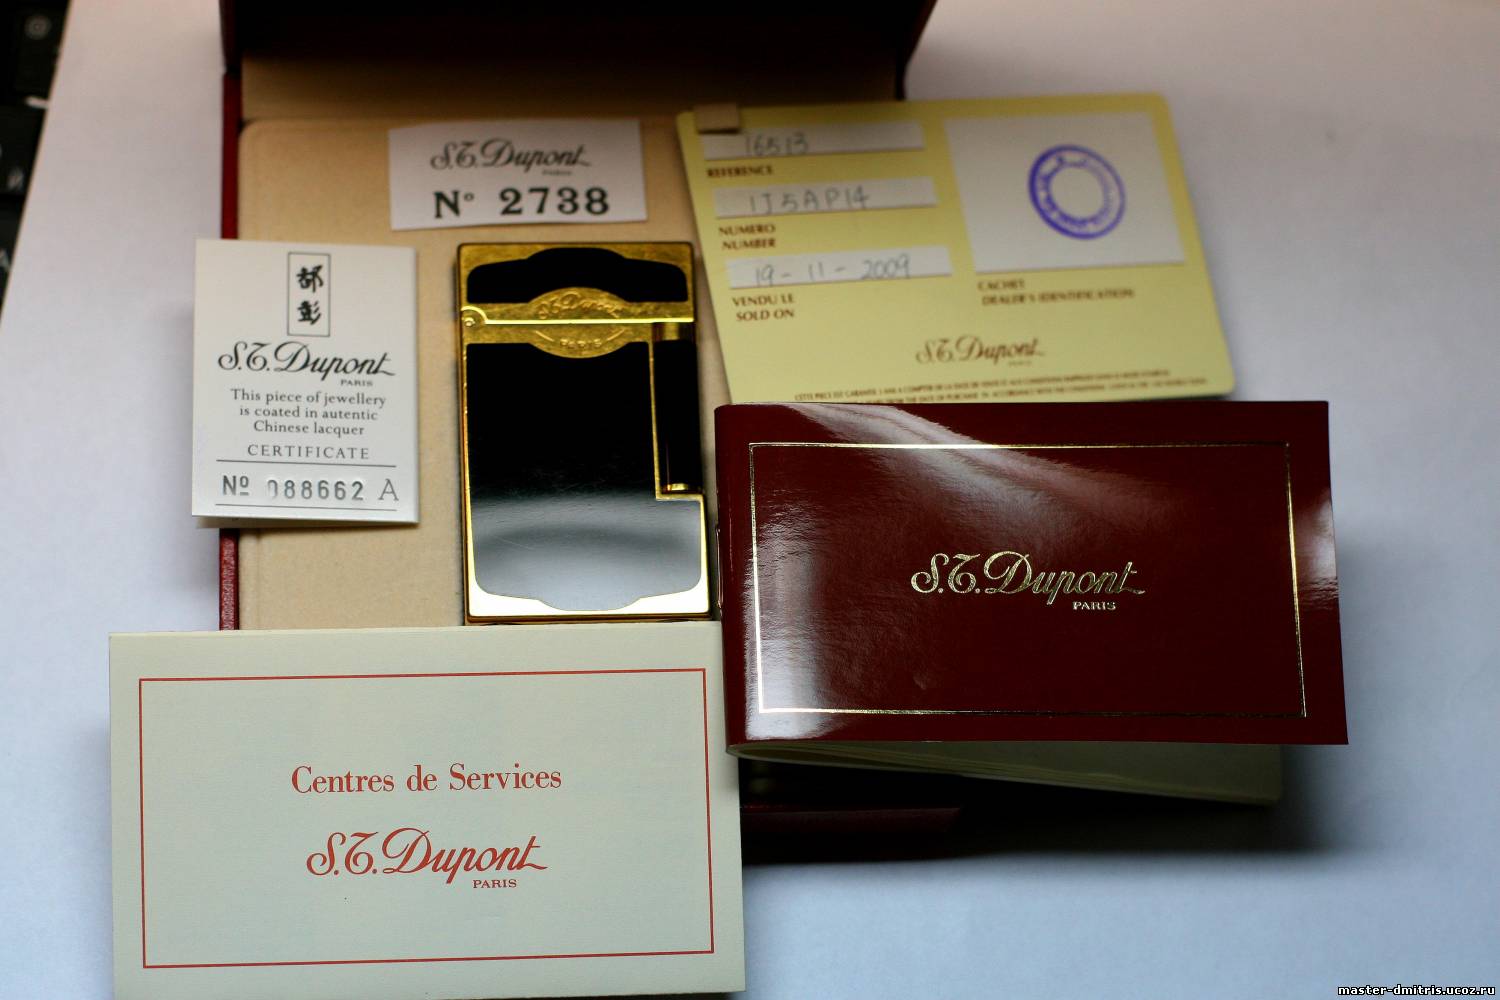 S.T. Dupont
PARIS
N° 2738
都
彭
S.T. Dupont
PARIS
This piece of jewellery
is coated in autentic
Chinese lacquer
CERTIFICATE
Nº 088662 A
S.T. Dupont
PARIS
16513
REFERENCE
1J5AP14
NUMERO
NUMBER
19-11-2009
VENDU LE
SOLD ON
CACHET
DEALER'S IDENTIFICATION
S.T. Dupont
PARIS
S.T. Dupont
PARIS
Centres de Services
S.T. Dupont
PARIS
master-dmitris.ucoz.ru